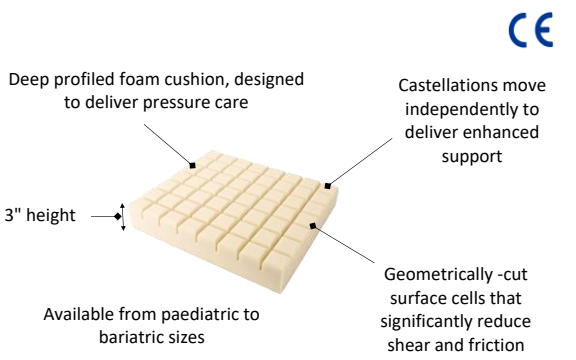 CE
Deep profiled foam cushion, designed
to deliver pressure care
Castellations move
independently to
deliver enhanced
support
3" height
Geometrically -cut
surface cells that
significantly reduce
shear and friction
Available from paediatric to
bariatric sizes